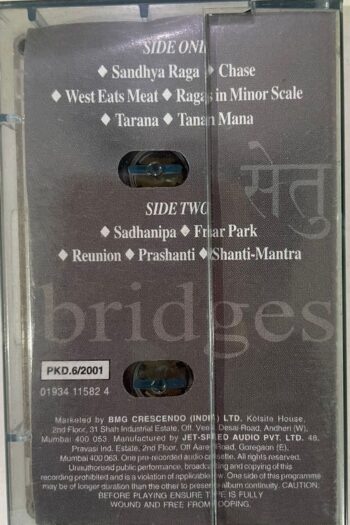 SIDE ONE
◆ Sandhya Raga ◆ Chase
◆ West Eats Meat ◆ Ragas in Minor Scale
◆ Tarana ◆ Tanan Mana
सेतु
SIDE TWO
◆ Sadhanipa ◆ Friar Park
◆ Reunion ◆ Prashanti ◆ Shanti-Mantra
bridges
PKD.6/2001
01934 11582 4
Marketed by BMG CRESCENDO (INDIA) LTD. Kolsite House,
2nd Floor, 31 Shah Industrial Estate, Off. Veera Desai Road, Andheri (W),
Mumbai 400 053. Manufactured by JET-SPEED AUDIO PVT. LTD. 48,
Pravasi Ind. Estate, 2nd Floor, Off Aarey Road, Goregaon (E).
Mumbai 400 063. One pre-recorded audio cassette. All rights reserved.
Unauthorised public performance, broadcasting and copying of this
recording prohibited and is a violation of applicable law. One side of this programme
may be of longer duration than the other to preserve album continuity. CAUTION:
BEFORE PLAYING ENSURE TAPE IS FULLY
WOUND AND FREE FROM LOOPING.